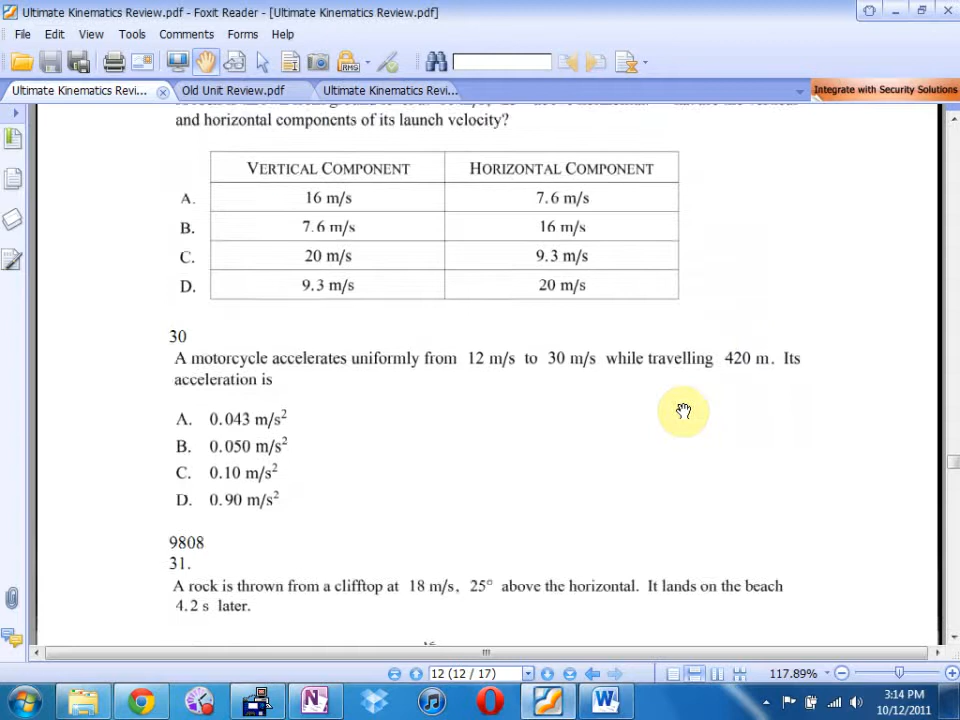 Ultimate Kinematics Review.pdf - Foxit Reader - [Ultimate Kinematics Review.pdf]
File Edit View Tools Comments Forms Help
Ultimate Kinematics Revi... Old Unit Review.pdf Ultimate Kinematics Revi... Integrate with Security Solutions
and horizontal components of its launch velocity?
VERTICAL COMPONENT HORIZONTAL COMPONENT
A. 16 m/s 7.6 m/s
B. 7.6 m/s 16 m/s
C. 20 m/s 9.3 m/s
D. 9.3 m/s 20 m/s
30
A motorcycle accelerates uniformly from 12 m/s to 30 m/s while travelling 420 m. Its
acceleration is
A. 0.043 m/s²
B. 0.050 m/s²
C. 0.10 m/s²
D. 0.90 m/s²
9808
31.
A rock is thrown from a clifftop at 18 m/s, 25° above the horizontal. It lands on the beach
4.2 s later.
12 (12 / 17) 117.89%
3:14 PM
10/12/2011